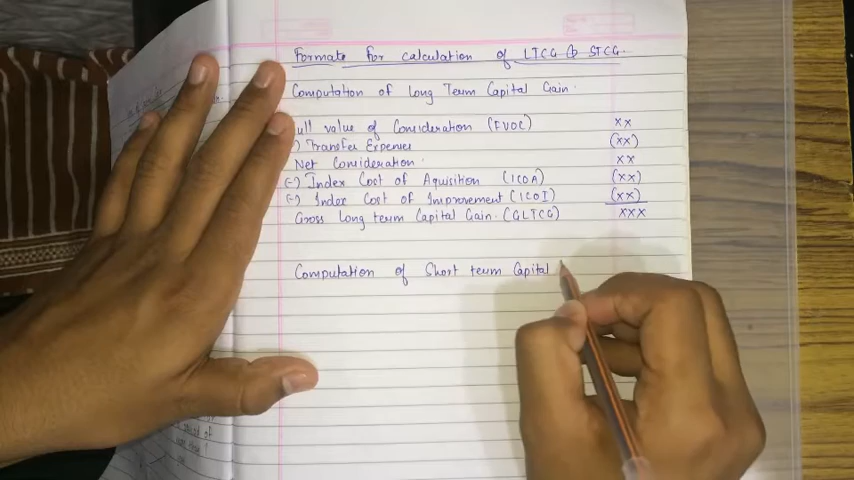 Formate For calculation of LTCG & STCG.
Computation of Long Term Capital Gain.
ull value of Consideration (FVOC) xx
) Transfer Expenses (xx)
Net Consideration. xx
(-) Index Cost of Aquisition (ICOA) (xx)
(-) Index Cost of Improvement (ICOI) (xx)
Gross Long term Capital Gain. (GLTCG) xxx
Computation of Short term Capital